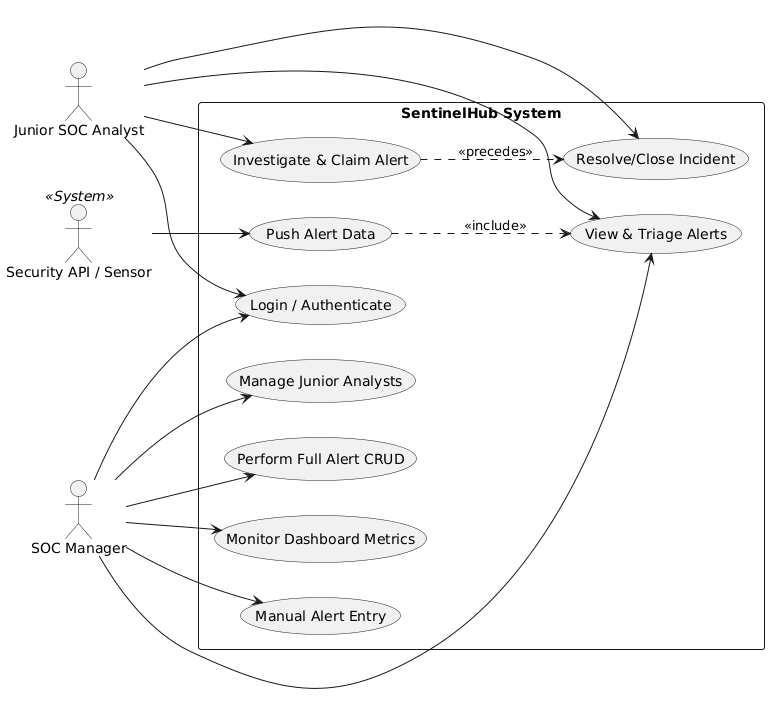 SentinelHub System
Junior SOC Analyst
Investigate & Claim Alert
«precedes»
Resolve/Close Incident
«System»
Security API / Sensor
Push Alert Data
«include»
View & Triage Alerts
Login / Authenticate
Manage Junior Analysts
Perform Full Alert CRUD
SOC Manager
Monitor Dashboard Metrics
Manual Alert Entry